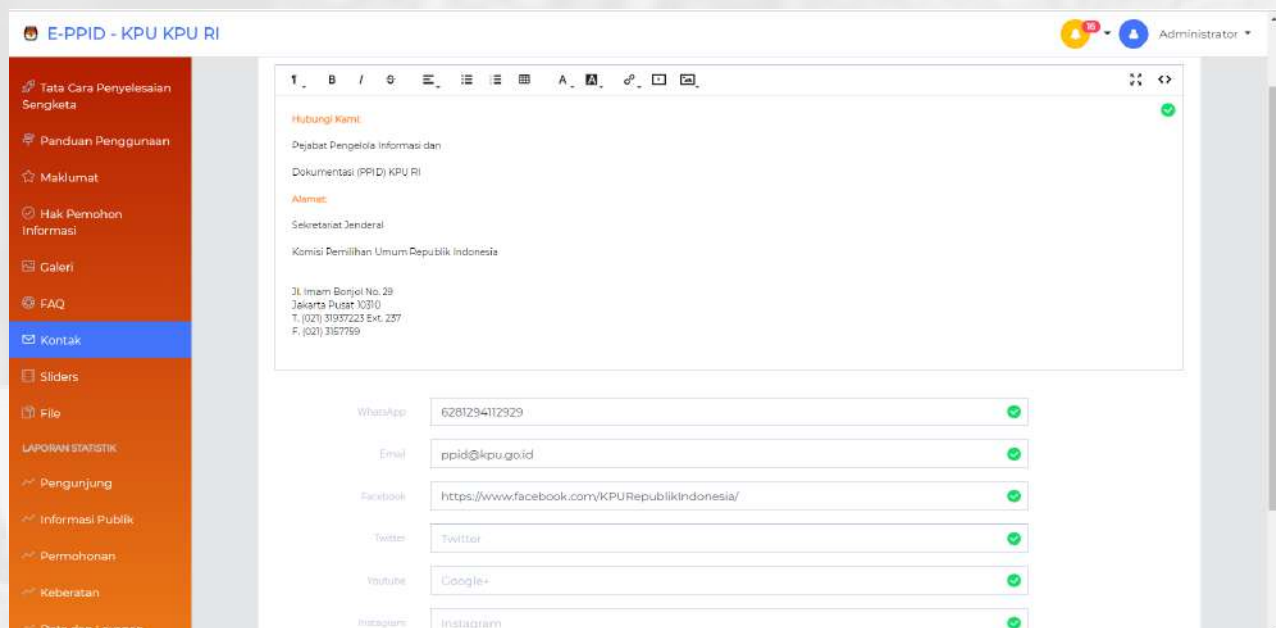 E-PPID - KPU KPU RI
16
Administrator
Tata Cara Penyelesaian
Sengketa
Panduan Penggunaan
Maklumat
Hak Pemohon
Informasi
Galeri
FAQ
Kontak
Sliders
File
LAPORAN STATISTIK
Pengunjung
Informasi Publik
Permohonan
Keberatan
Hubungi Kami:
Pejabat Pengelola Informasi dan
Dokumentasi (PPID) KPU RI
Alamat:
Sekretariat Jenderal
Komisi Pemilihan Umum Republik Indonesia
Jl. Imam Bonjol No. 29
Jakarta Pusat 10310
T. (021) 31937223 Ext. 237
F. (021) 3157759
WhatsApp 6281294112929
Email ppid@kpu.go.id
Facebook https://www.facebook.com/KPURepublikIndonesia/
Twitter Twitter
Youtube Google+
Instagram Instagram